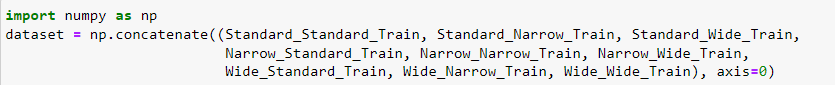 import numpy as np
dataset = np.concatenate((Standard_Standard_Train, Standard_Narrow_Train, Standard_Wide_Train,
Narrow_Standard_Train, Narrow_Narrow_Train, Narrow_Wide_Train,
Wide_Standard_Train, Wide_Narrow_Train, Wide_Wide_Train), axis=0)